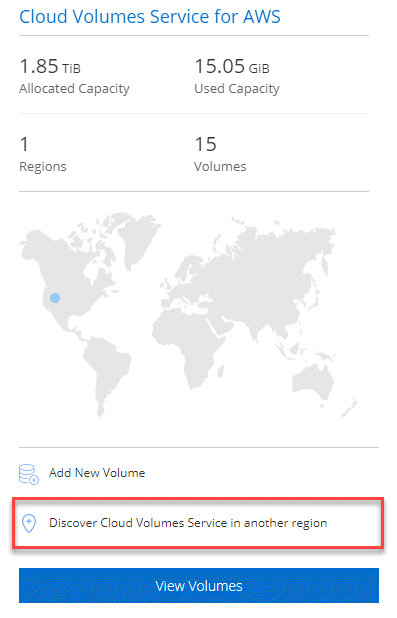 Cloud Volumes Service for AWS
1.85 TiB 15.05 GiB
Allocated Capacity Used Capacity
1 15
Regions Volumes
Add New Volume
Discover Cloud Volumes Service in another region
View Volumes